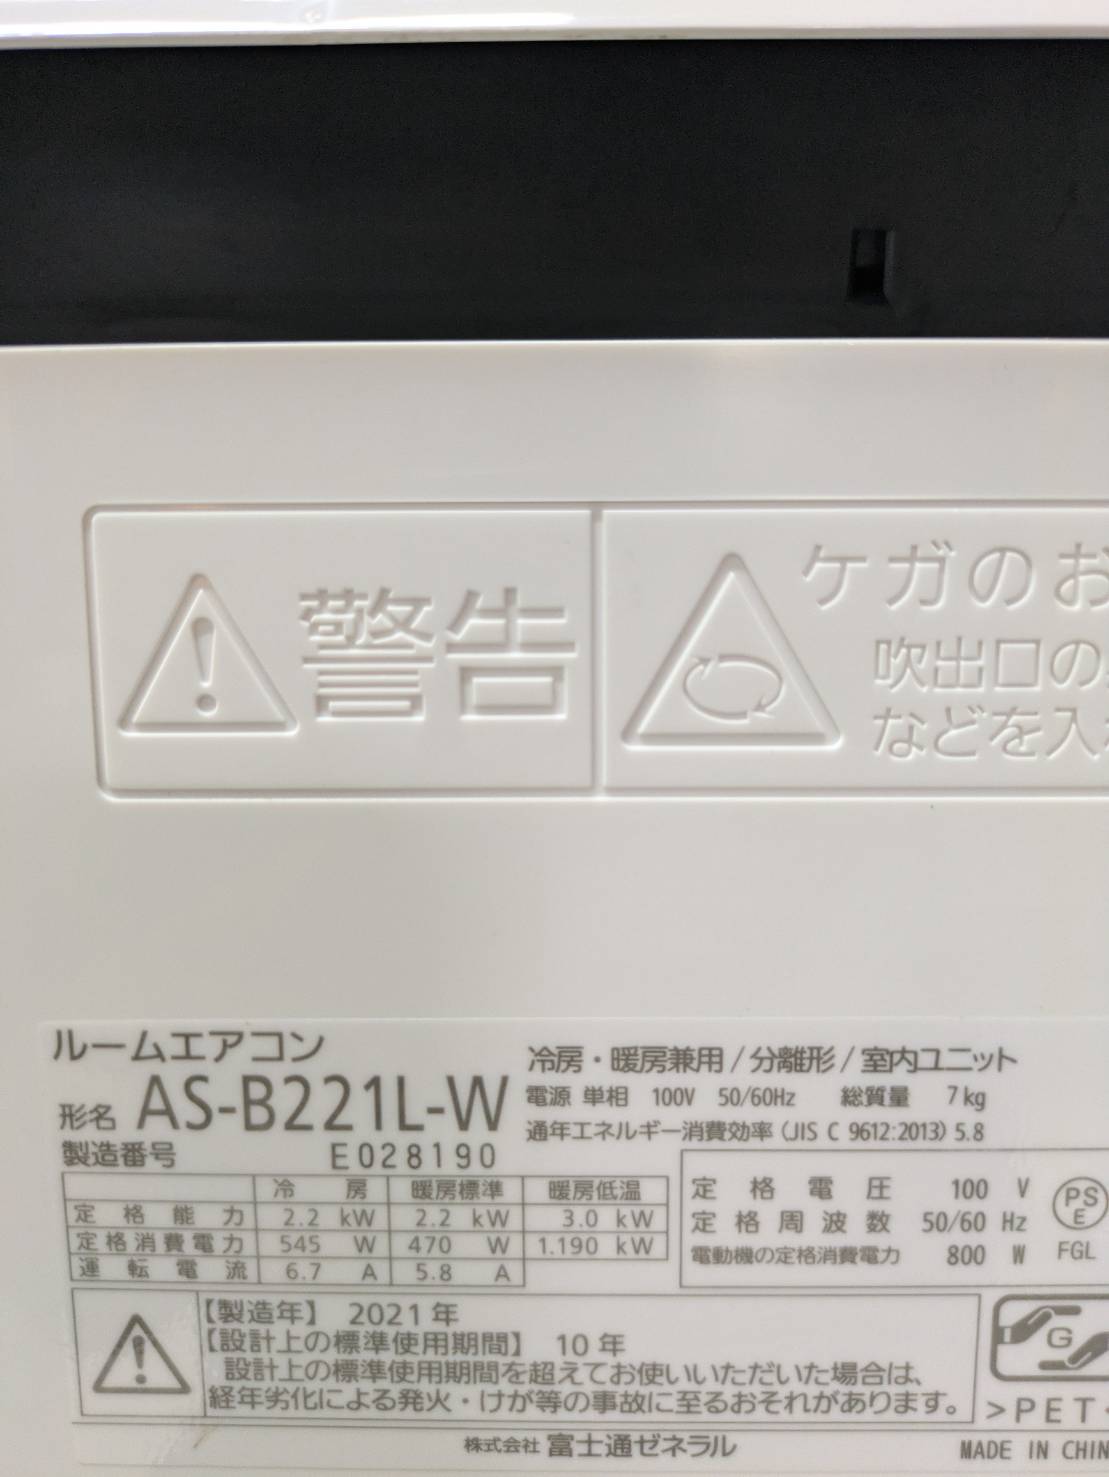 警告
ケガのお
吹出口の
などを入
ルームエアコン
形名 AS-B221L-W
製造番号 E028190
冷房・暖房兼用/分離形/室内ユニット
電源 単相 100V 50/60Hz 総質量 7kg
通年エネルギー消費効率(JIS C 9612:2013)5.8
冷房 暖房標準 暖房低温
定格能力 2.2 kW 2.2 kW 3.0 kW
定格消費電力 545 W 470 W 1.190 kW
運転電流 6.7 A 5.8 A
定格電圧 100 V
定格周波数 50/60 Hz
電動機の定格消費電力 800 W
PS
E
FGL
【製造年】 2021年
【設計上の標準使用期間】 10年
設計上の標準使用期間を超えてお使いいただいた場合は、
経年劣化による発火・けが等の事故に至るおそれがあります。
G
>PET<
株式会社 富士通ゼネラル
MADE IN CHIN